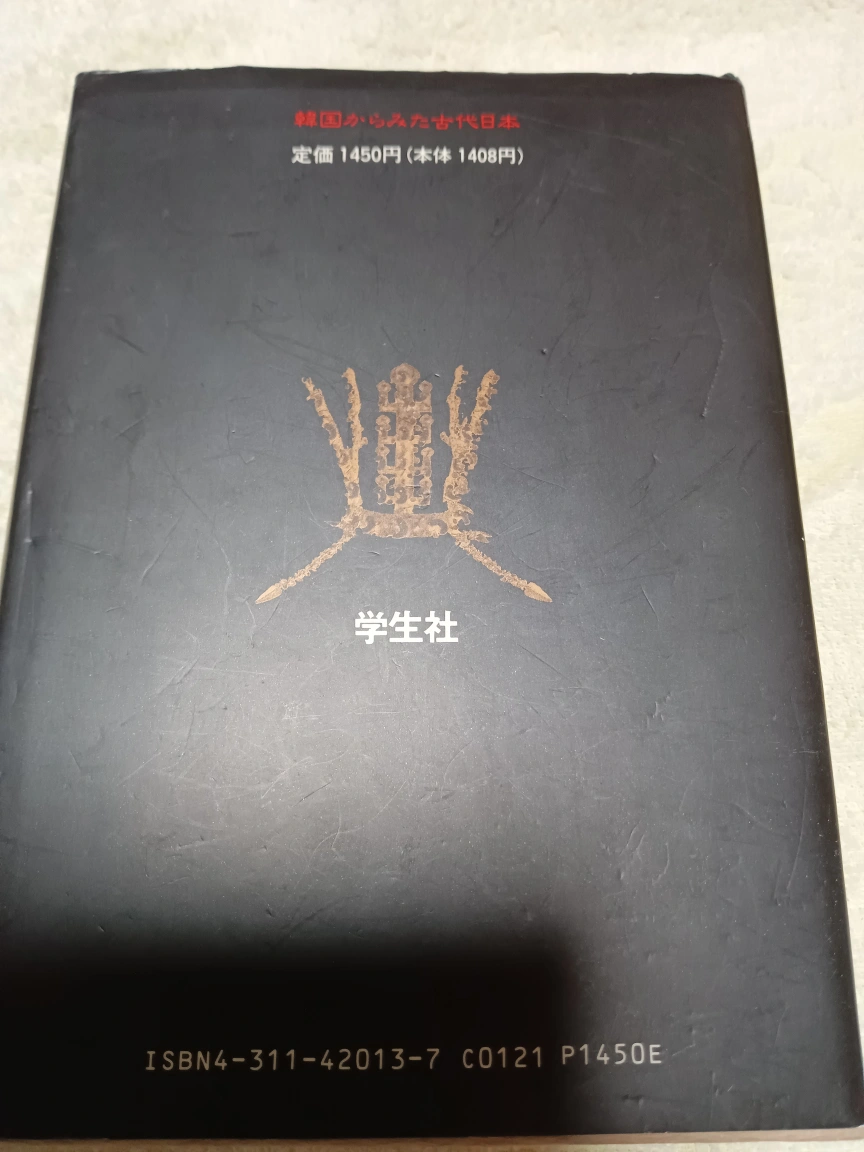 韓国からみた古代日本
定価 1450円(本体 1408円)
学生社
ISBN4-311-42013-7 C0121 P1450E